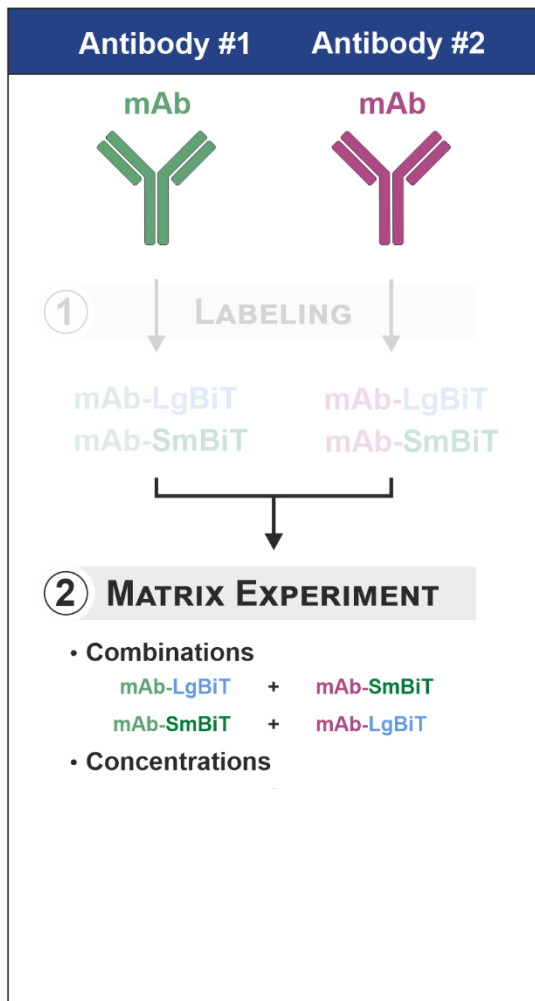 Antibody #1 Antibody #2
mAb mAb
1 LABELING
mAb-LgBiT mAb-LgBiT
mAb-SmBiT mAb-SmBiT
2 MATRIX EXPERIMENT
• Combinations
mAb-LgBiT + mAb-SmBiT
mAb-SmBiT + mAb-LgBiT
• Concentrations